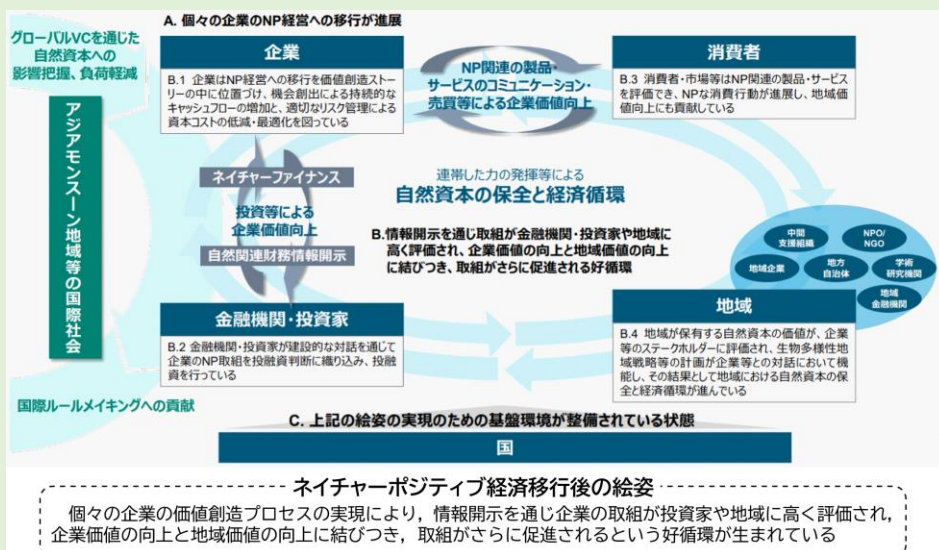 A. 個々の企業のNP経営への移行が進展
グローバルVCを通じた
自然資本への
影響把握、負荷軽減
アジアモンスーン地域等の国際社会
国際ルールメイキングへの貢献
企業
B.1 企業はNP経営への移行を価値創造ストー
リーの中に位置づけ、機会創出による持続的な
キャッシュフローの増加と、適切なリスク管理による
資本コストの低減・最適化を図っている
NP関連の製品・
サービスのコミュニケーション・
売買等による企業価値向上
消費者
B.3 消費者・市場等はNP関連の製品・サービス
を評価でき、NPな消費行動が進展し、地域価
値向上にも貢献している
ネイチャーファイナンス
投資等による
企業価値向上
自然関連財務情報開示
連帯した力の発揮等による
自然資本の保全と経済循環
B.情報開示を通じ取組が金融機関・投資家や地域に
高く評価され、企業価値の向上と地域価値の向上
に結びつき、取組がさらに促進される好循環
中間
支援組織
NPO/
NGO
地域企業
地方
自治体
学術
研究機関
地域
金融機関
金融機関・投資家
B.2 金融機関・投資家が建設的な対話を通じて
企業のNP取組を投融資判断に織り込み、投融
資を行っている
地域
B.4 地域が保有する自然資本の価値が、企業
等のステークホルダーに評価され、生物多様性地
域戦略等の計画が企業等との対話において機
能し、その結果として地域における自然資本の保
全と経済循環が進んでいる
C. 上記の絵姿の実現のための基盤環境が整備されている状態
国
ネイチャーポジティブ経済移行後の絵姿
個々の企業の価値創造プロセスの実現により，情報開示を通じ企業の取組が投資家や地域に高く評価され，
企業価値の向上と地域価値の向上に結びつき，取組がさらに促進されるという好循環が生まれている